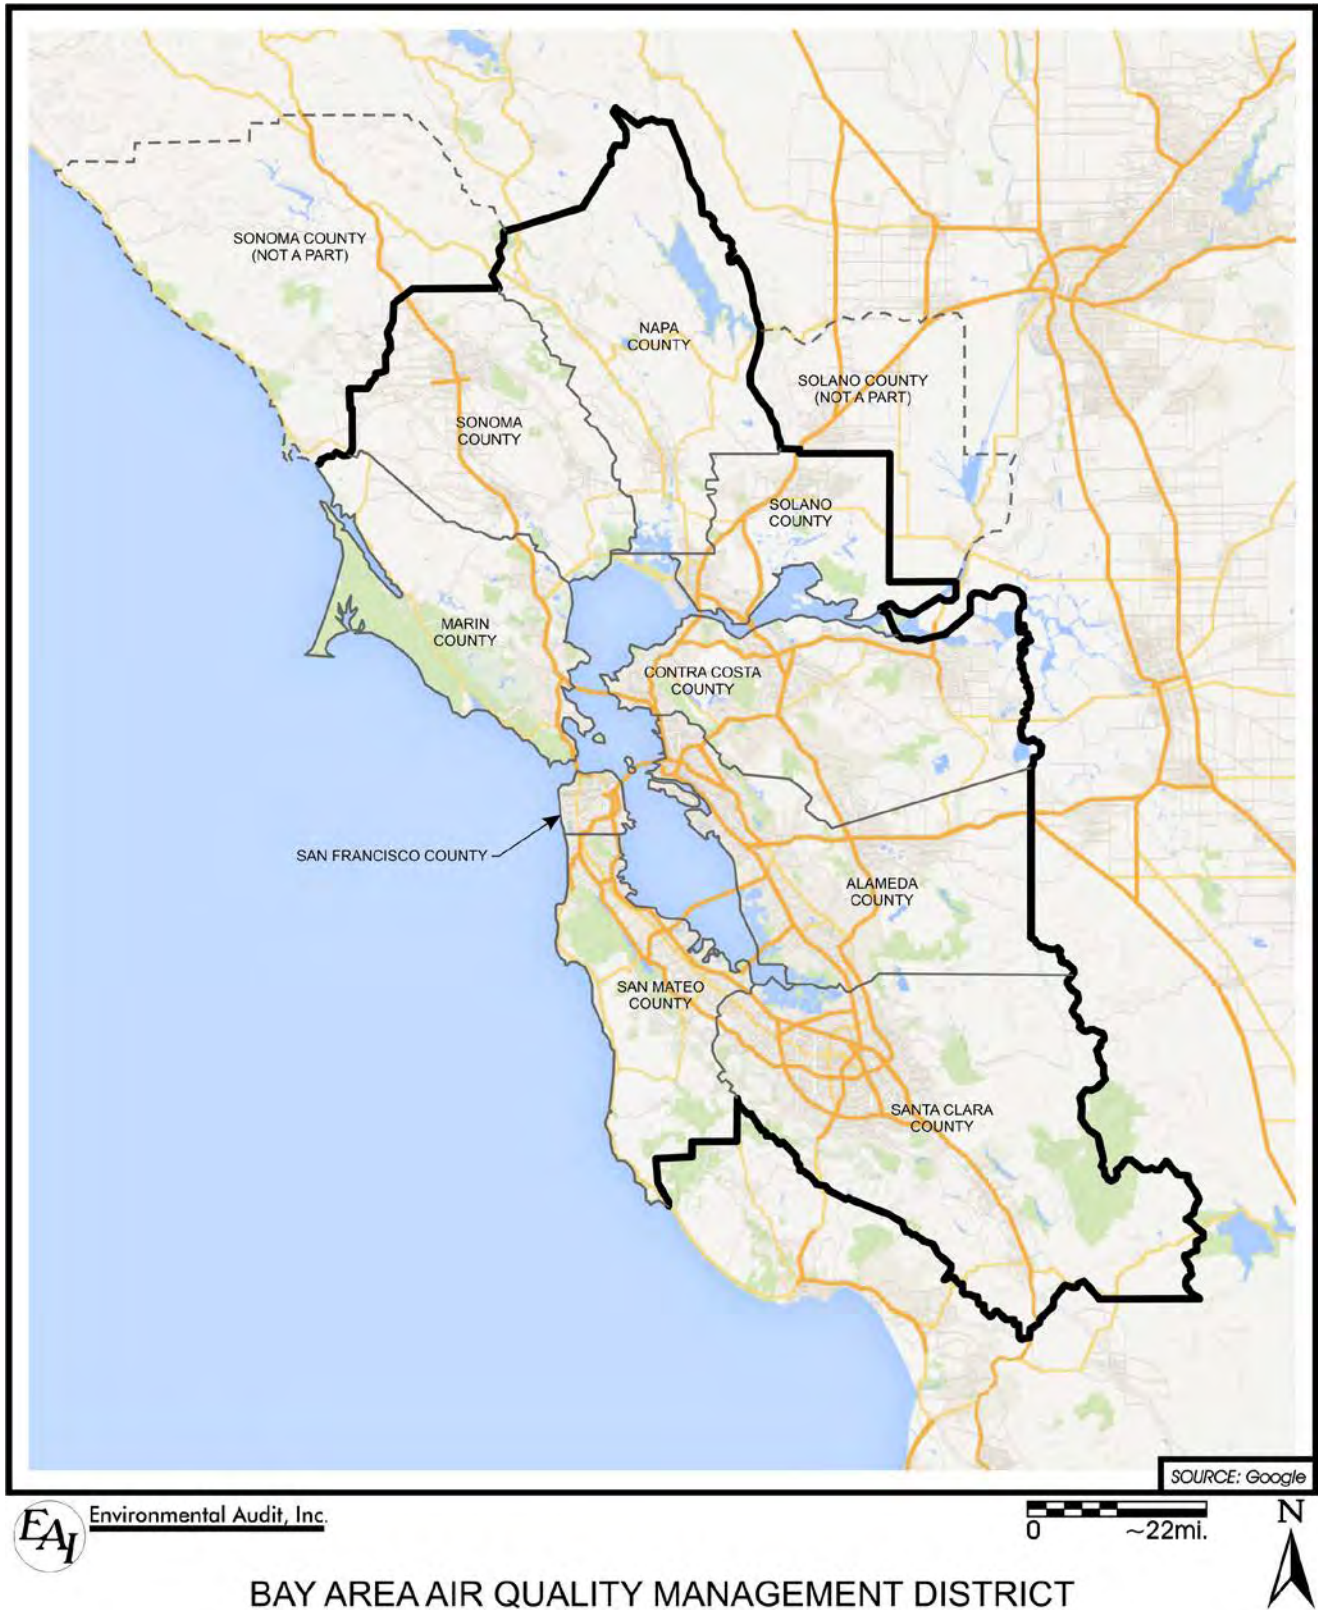 SONOMA COUNTY
(NOT A PART)
NAPA
COUNTY
SOLANO COUNTY
(NOT A PART)
SONOMA
COUNTY
SOLANO
COUNTY
MARIN
COUNTY
CONTRA COSTA
COUNTY
SAN FRANCISCO COUNTY
ALAMEDA
COUNTY
SAN MATEO
COUNTY
SANTA CLARA
COUNTY
SOURCE: Google
EAI
Environmental Audit, Inc.
0
~22mi.
N
BAY AREA AIR QUALITY MANAGEMENT DISTRICT